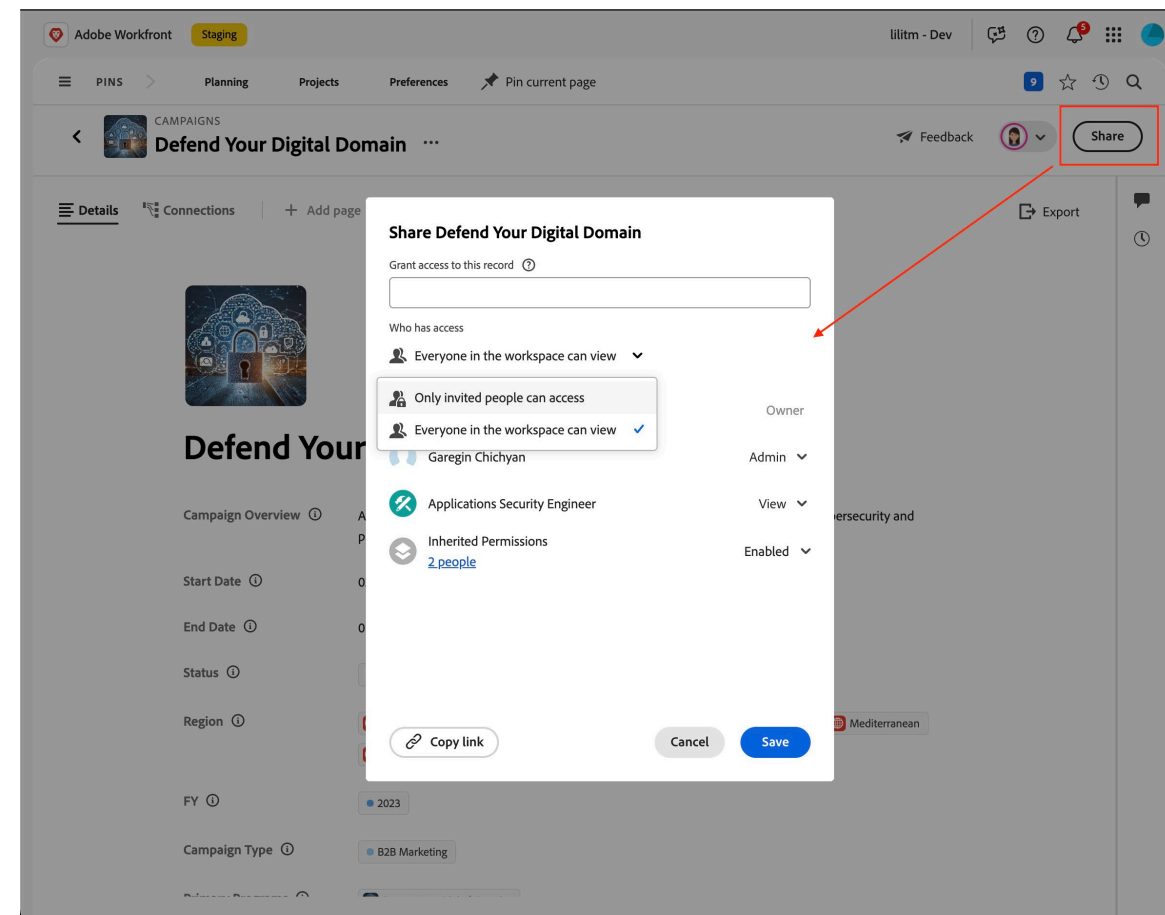 Adobe Workfront Staging lilitm - Dev 5
PINS Planning Projects Preferences Pin current page 9
CAMPAIGNS
Defend Your Digital Domain ... Feedback Share
Details Connections + Add page Export
Share Defend Your Digital Domain
Grant access to this record
Who has access
Everyone in the workspace can view
Only invited people can access
Owner
Everyone in the workspace can view
Defend Your
Garegin Chichyan Admin
Applications Security Engineer View
Campaign Overview A ersecurity and
P
Inherited Permissions Enabled
2 people
Start Date 0
End Date 0
Status
Region Mediterranean
Copy link Cancel Save
FY 2023
Campaign Type B2B Marketing